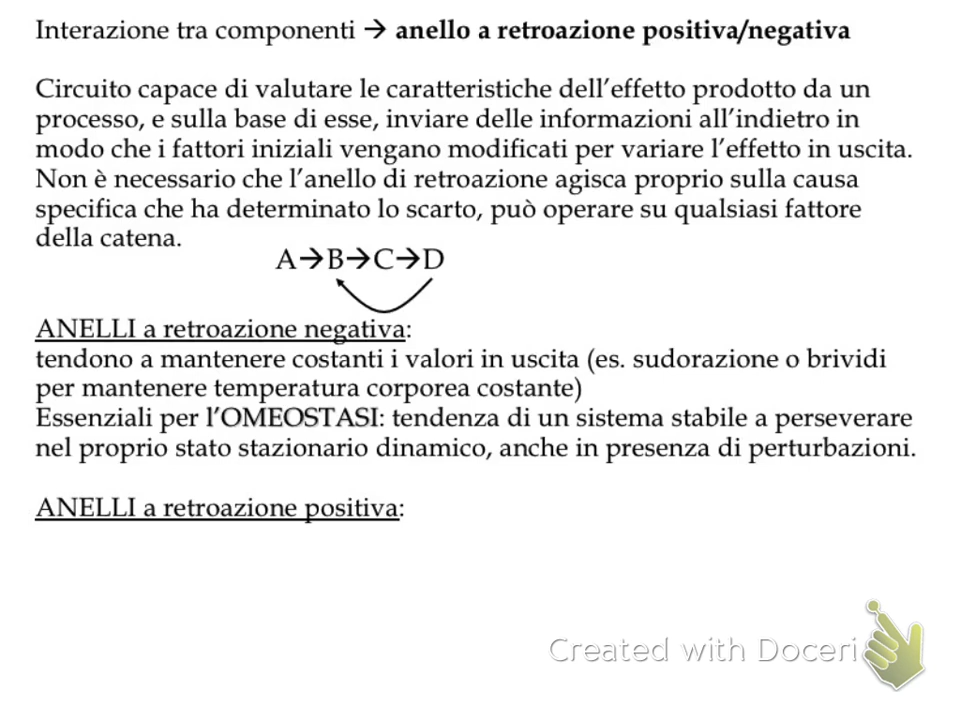 Interazione tra componenti → anello a retroazione positiva/negativa
Circuito capace di valutare le caratteristiche dell’effetto prodotto da un
processo, e sulla base di esse, inviare delle informazioni all’indietro in
modo che i fattori iniziali vengano modificati per variare l’effetto in uscita.
Non è necessario che l’anello di retroazione agisca proprio sulla causa
specifica che ha determinato lo scarto, può operare su qualsiasi fattore
della catena.
A→B→C→D
ANELLI a retroazione negativa:
tendono a mantenere costanti i valori in uscita (es. sudorazione o brividi
per mantenere temperatura corporea costante)
Essenziali per l’OMEOSTASI: tendenza di un sistema stabile a perseverare
nel proprio stato stazionario dinamico, anche in presenza di perturbazioni.
ANELLI a retroazione positiva:
Created with Doceri